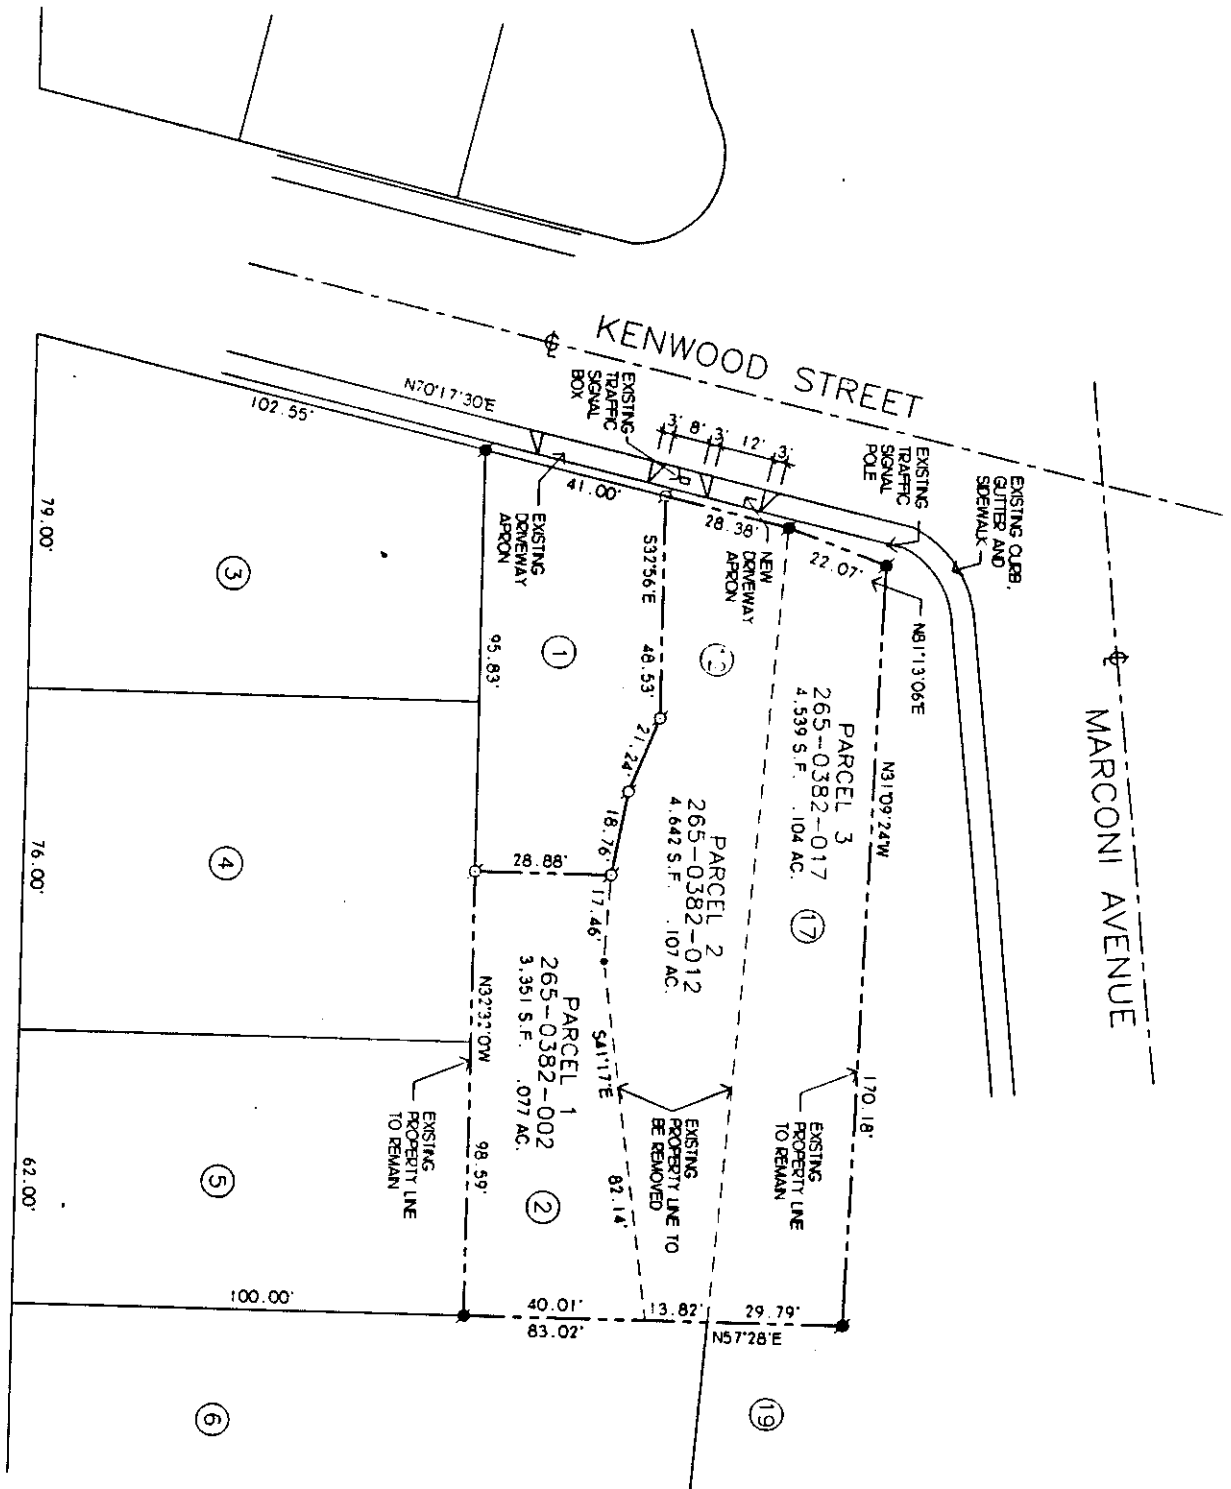 KENWOOD STREET
MARCONI AVENUE
EXISTING
TRAFFIC
SIGNAL
BOX
3' 8' 3' 12' 3'
EXISTING
TRAFFIC
SIGNAL
POLE
EXISTING CURB,
GUTTER AND
SIDEWALK
N70°17'30"E
102.55'
41.00'
28.38'
22.07'
N81°13'06"E
EXISTING
DRIVEWAY
APRON
NEW
DRIVEWAY
APRON
S32°56'E
48.53'
21.24'
18.76'
28.88'
17.46'
S41°17'E
82.14'
79.00'
95.83'
76.00'
62.00'
N32°32'0"W
98.59'
N31°09'24"W
170.18'
PARCEL 3
265-0382-017
4,539 S.F. .104 AC.
17
PARCEL 2
265-0382-012
4,642 S.F. .107 AC.
PARCEL 1
265-0382-002
3,351 S.F. .077 AC.
2
1
3
4
5
6
19
EXISTING
PROPERTY LINE
TO REMAIN
EXISTING
PROPERTY LINE TO
BE REMOVED
EXISTING
PROPERTY LINE
TO REMAIN
100.00'
40.01'
83.02'
13.82'
29.79'
N57°28'E